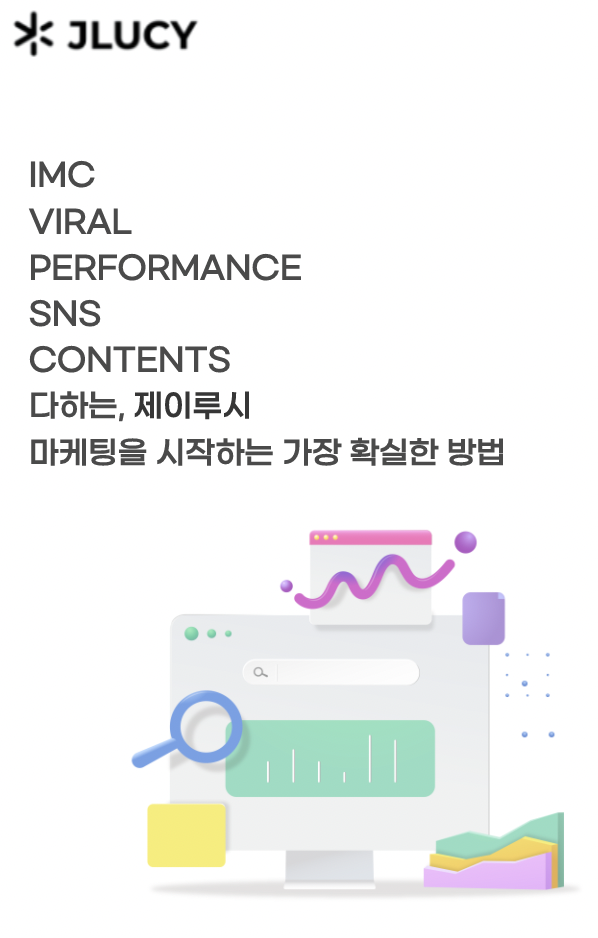 JLUCY
IMC
VIRAL
PERFORMANCE
SNS
CONTENTS
다하는, 제이루시
마케팅을 시작하는 가장 확실한 방법